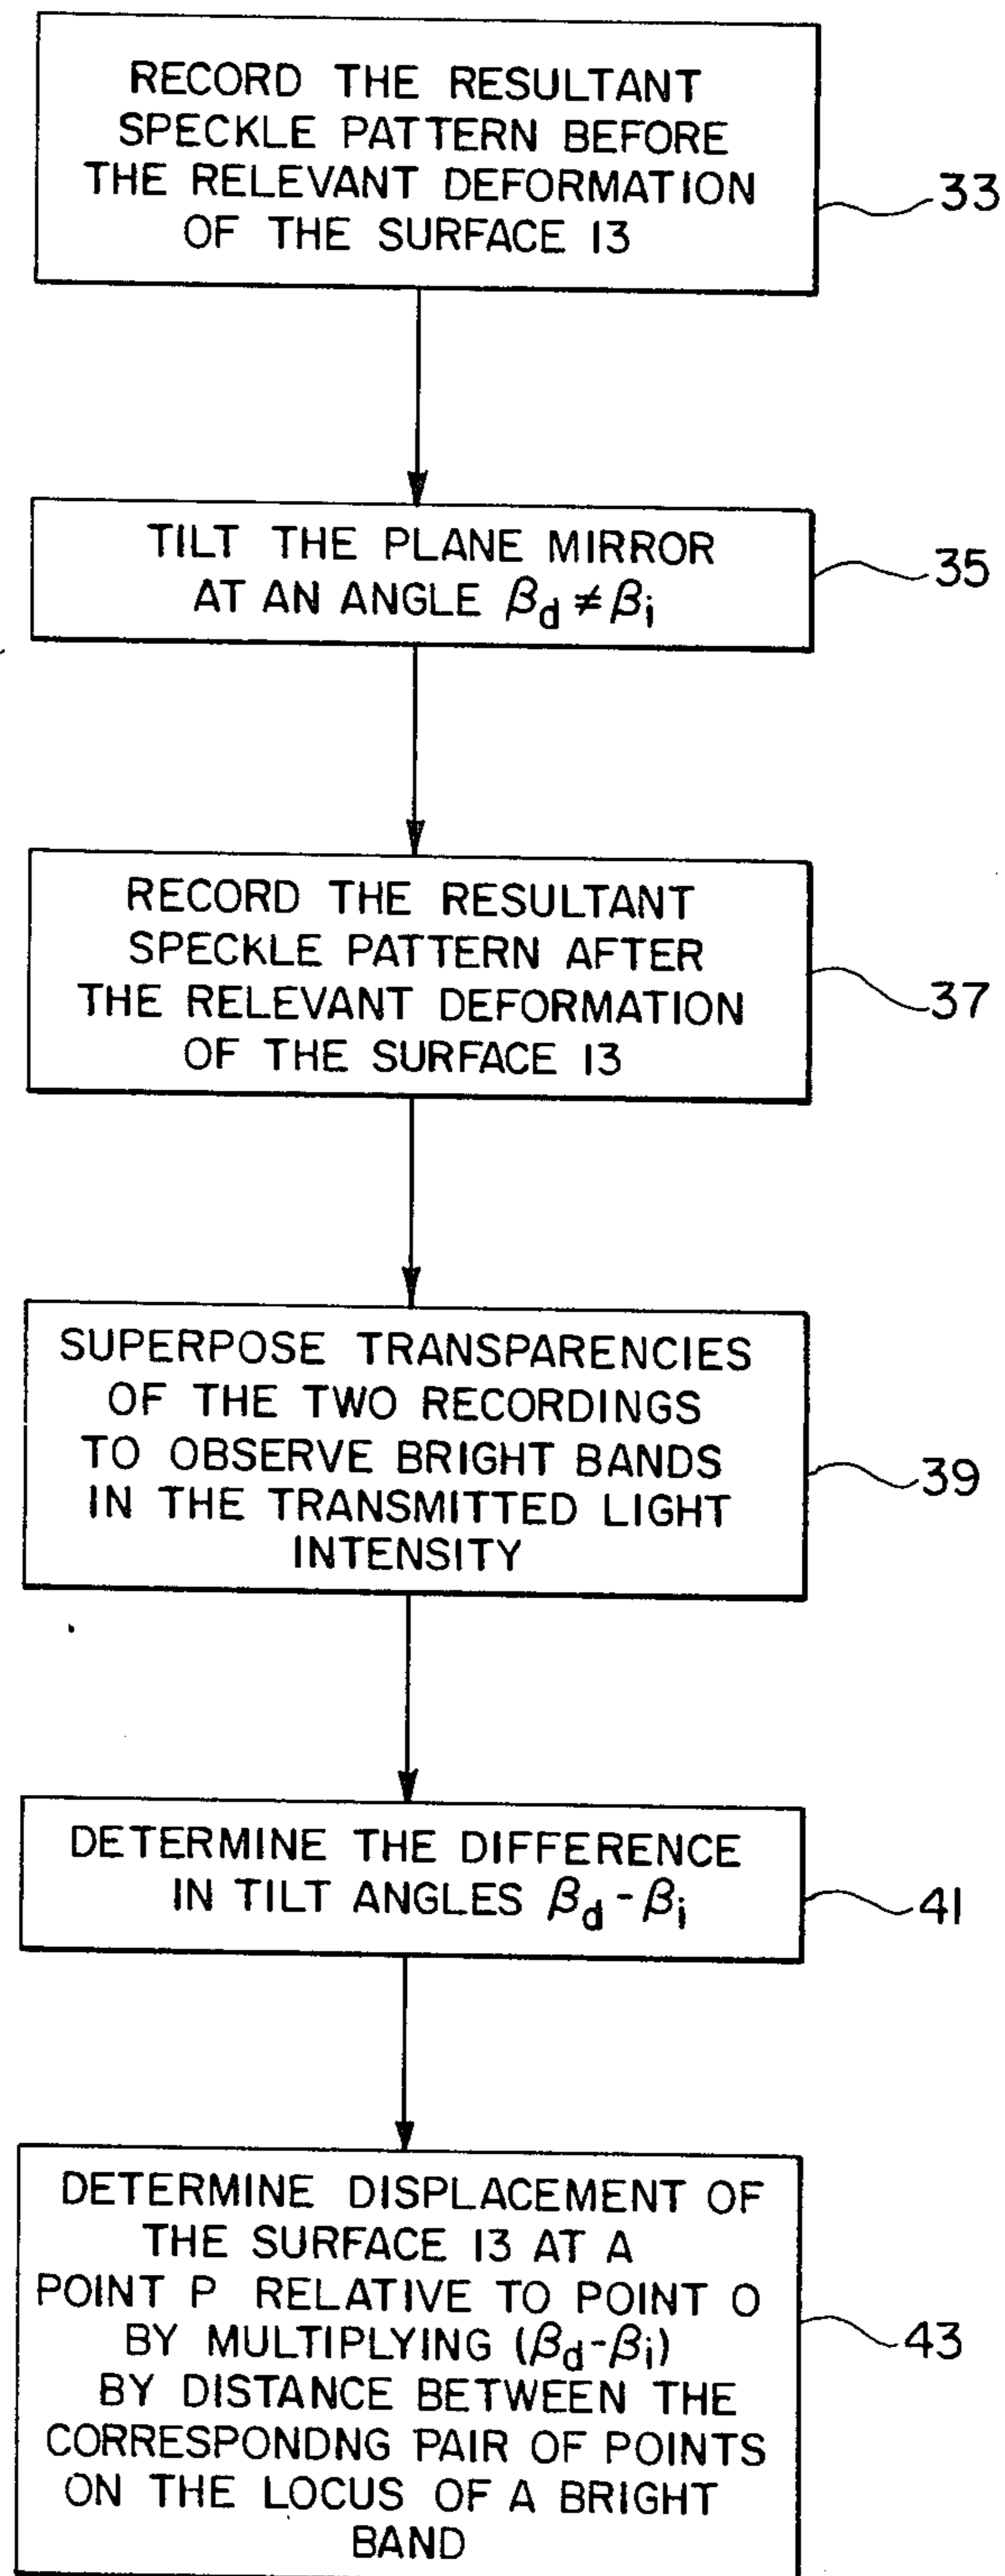 RECORD THE RESULTANT
SPECKLE PATTERN BEFORE
THE RELEVANT DEFORMATION
OF THE SURFACE 13
33
TILT THE PLANE MIRROR
AT AN ANGLE βd ≠ βi
35
RECORD THE RESULTANT
SPECKLE PATTERN AFTER
THE RELEVANT DEFORMATION
OF THE SURFACE 13
37
SUPERPOSE TRANSPARENCIES
OF THE TWO RECORDINGS
TO OBSERVE BRIGHT BANDS
IN THE TRANSMITTED LIGHT
INTENSITY
39
DETERMINE THE DIFFERENCE
IN TILT ANGLES βd - βi
41
DETERMINE DISPLACEMENT OF
THE SURFACE 13 AT A
POINT P RELATIVE TO POINT O
BY MULTIPLYING (βd-βi)
BY DISTANCE BETWEEN THE
CORRESPONDNG PAIR OF POINTS
ON THE LOCUS OF A BRIGHT
BAND
43